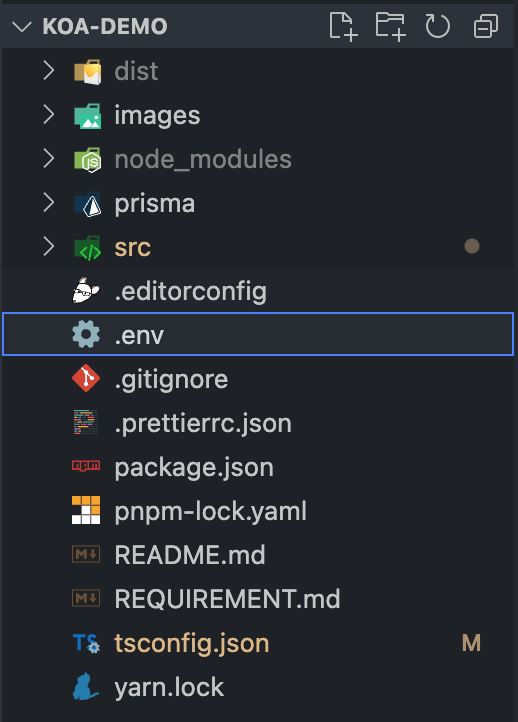 KOA-DEMO
dist
images
node_modules
prisma
src
.editorconfig
.env
.gitignore
.prettierrc.json
package.json
pnpm-lock.yaml
README.md
REQUIREMENT.md
tsconfig.json M
yarn.lock